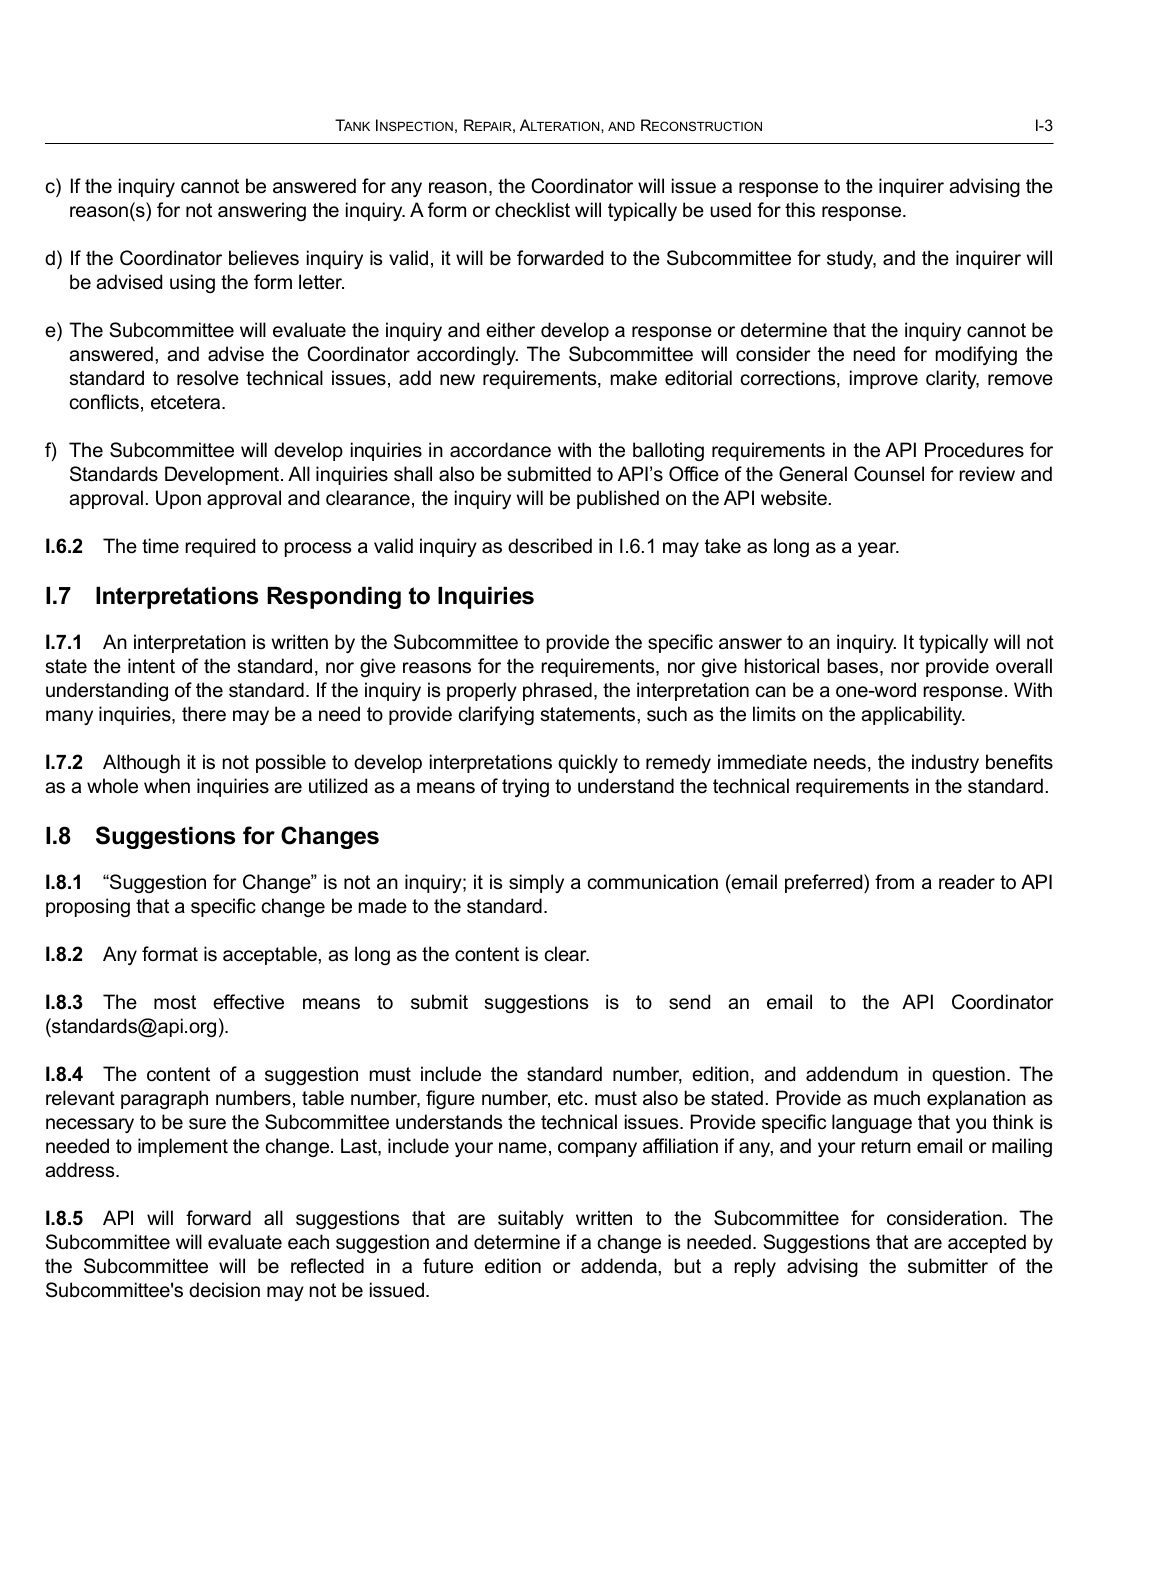 TANK INSPECTION, REPAIR, ALTERATION, AND RECONSTRUCTION I-3
c) If the inquiry cannot be answered for any reason, the Coordinator will issue a response to the inquirer advising the
reason(s) for not answering the inquiry. A form or checklist will typically be used for this response.
d) If the Coordinator believes inquiry is valid, it will be forwarded to the Subcommittee for study, and the inquirer will
be advised using the form letter.
e) The Subcommittee will evaluate the inquiry and either develop a response or determine that the inquiry cannot be
answered, and advise the Coordinator accordingly. The Subcommittee will consider the need for modifying the
standard to resolve technical issues, add new requirements, make editorial corrections, improve clarity, remove
conflicts, etcetera.
f) The Subcommittee will develop inquiries in accordance with the balloting requirements in the API Procedures for
Standards Development. All inquiries shall also be submitted to API’s Office of the General Counsel for review and
approval. Upon approval and clearance, the inquiry will be published on the API website.
I.6.2 The time required to process a valid inquiry as described in I.6.1 may take as long as a year.
I.7 Interpretations Responding to Inquiries
I.7.1 An interpretation is written by the Subcommittee to provide the specific answer to an inquiry. It typically will not
state the intent of the standard, nor give reasons for the requirements, nor give historical bases, nor provide overall
understanding of the standard. If the inquiry is properly phrased, the interpretation can be a one-word response. With
many inquiries, there may be a need to provide clarifying statements, such as the limits on the applicability.
I.7.2 Although it is not possible to develop interpretations quickly to remedy immediate needs, the industry benefits
as a whole when inquiries are utilized as a means of trying to understand the technical requirements in the standard.
I.8 Suggestions for Changes
I.8.1 “Suggestion for Change” is not an inquiry; it is simply a communication (email preferred) from a reader to API
proposing that a specific change be made to the standard.
I.8.2 Any format is acceptable, as long as the content is clear.
I.8.3 The most effective means to submit suggestions is to send an email to the API Coordinator
(standards@api.org).
I.8.4 The content of a suggestion must include the standard number, edition, and addendum in question. The
relevant paragraph numbers, table number, figure number, etc. must also be stated. Provide as much explanation as
necessary to be sure the Subcommittee understands the technical issues. Provide specific language that you think is
needed to implement the change. Last, include your name, company affiliation if any, and your return email or mailing
address.
I.8.5 API will forward all suggestions that are suitably written to the Subcommittee for consideration. The
Subcommittee will evaluate each suggestion and determine if a change is needed. Suggestions that are accepted by
the Subcommittee will be reflected in a future edition or addenda, but a reply advising the submitter of the
Subcommittee's decision may not be issued.